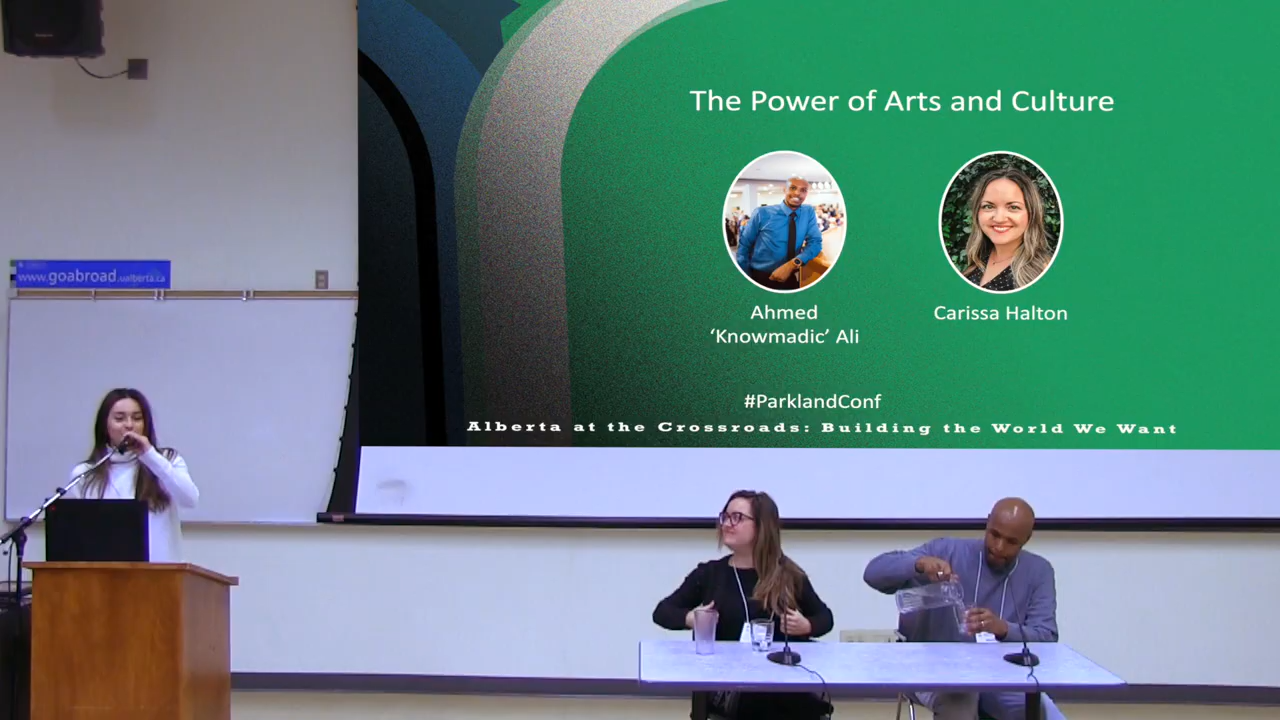 The Power of Arts and Culture
Ahmed
‘Knowmadic’ Ali
Carissa Halton
#ParklandConf
Alberta at the Crossroads: Building the World We Want
www.goabroad.ualberta.ca